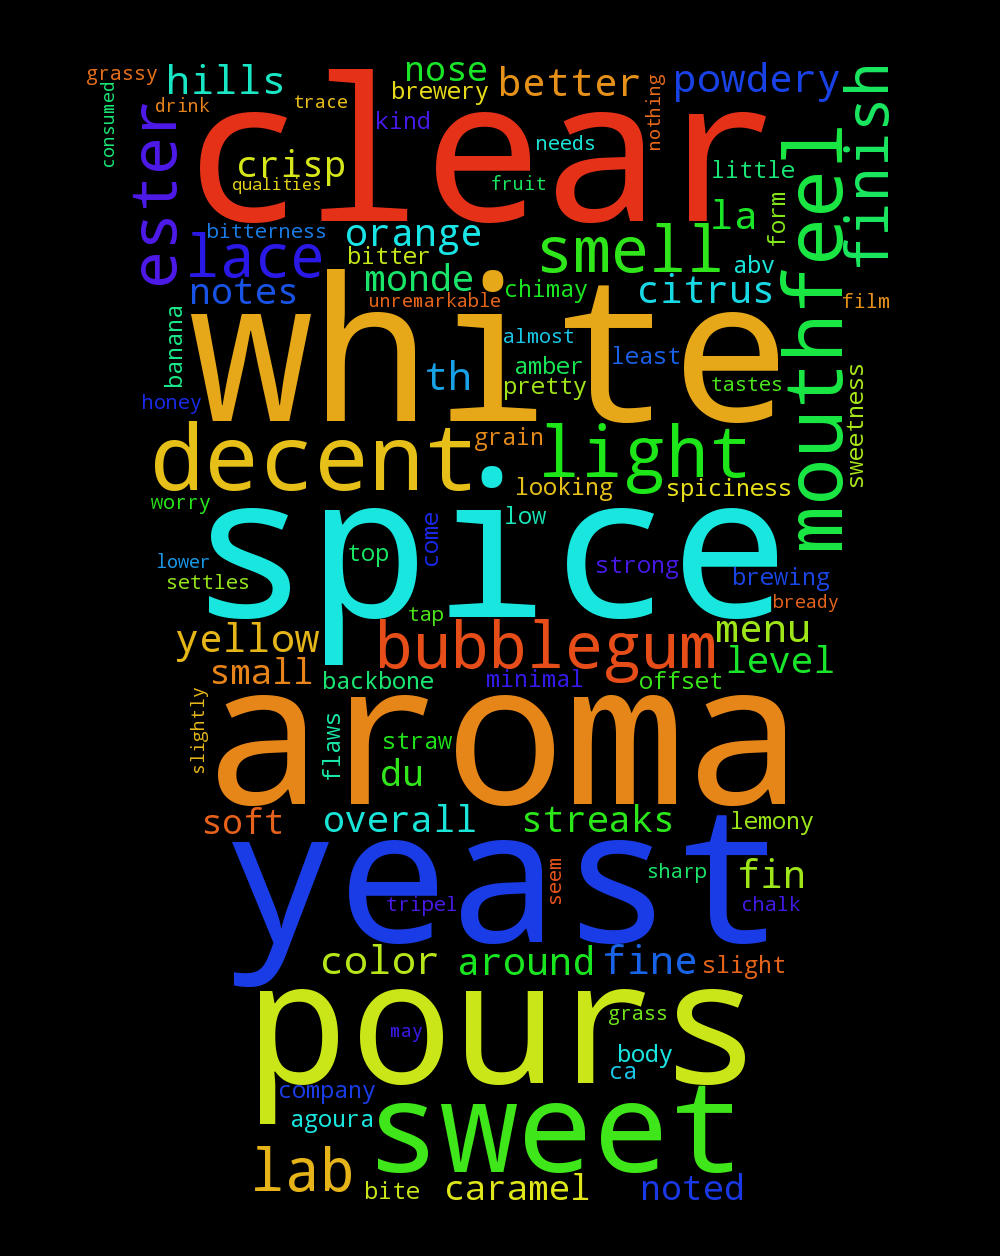 grassy
hills
nose
brewery
better
powdery
finish
consumed
drink
trace
kind
nothing
clear
ester
crisp
qualities
needs
fruit
little
mouthfeel
la
form
bitterness
lace
orange
bitter
smell
abv
notes
monde
chimay
citrus
unremarkable
film
white
banana
almost
least
th
amber
pretty
tastes
honey
sweetness
decent
grain
light
looking
spiciness
worry
spice
low
come
top
lower
settles
strong
brewing
bready
tap
yellow
bubblegum
menu
small
level
backbone
minimal
offset
aroma
slightly
flaws
straw
du
soft
overall
streaks
lemony
yeast
seem
sharp
fin
tripel
chalk
color
around
fine
slight
pours
grass
may
body
ca
company
sweet
agoura
lab
bite
caramel
noted